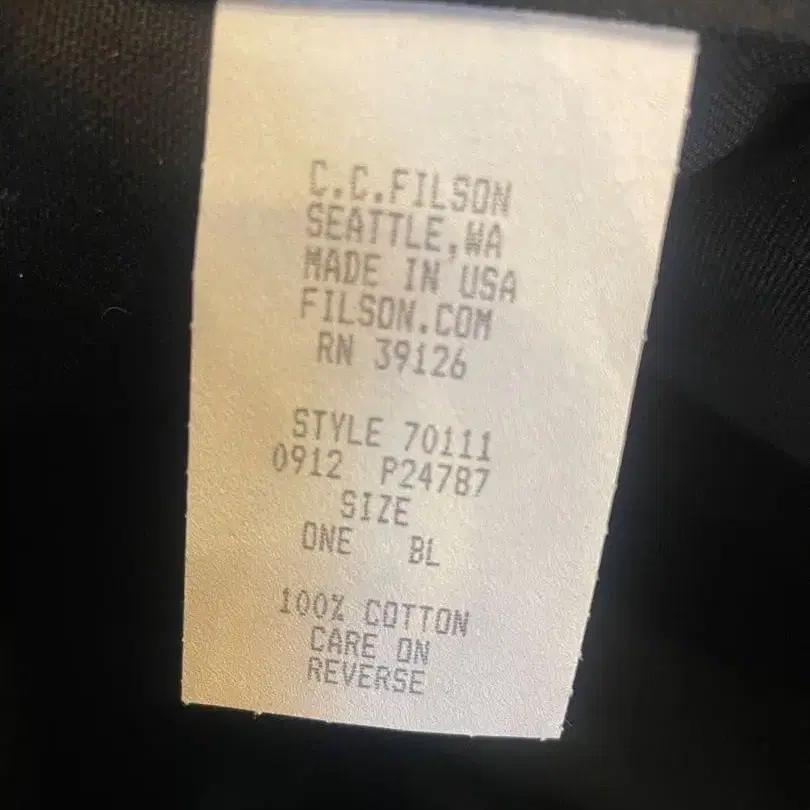 C.C.FILSON
SEATTLE,WA
MADE IN USA
FILSON.COM
RN 39126
STYLE 70111
0912 P24787
SIZE
ONE BL
100% COTTON
CARE ON
REVERSE